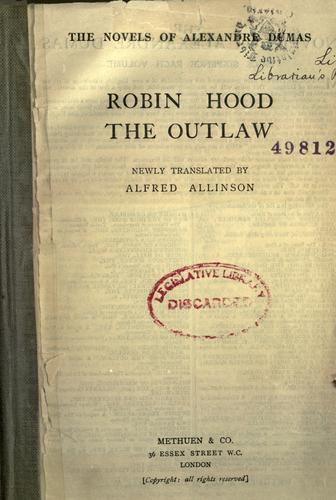 THE NOVELS OF ALEXANDRE DUMAS
Librarian's
ROBIN HOOD
THE OUTLAW
49812
NEWLY TRANSLATED BY
ALFRED ALLINSON
LEGISLATIVE LIBRARY
DISCARDED
METHUEN & CO.
36 ESSEX STREET W.C.
LONDON
[Copyright: all rights reserved]